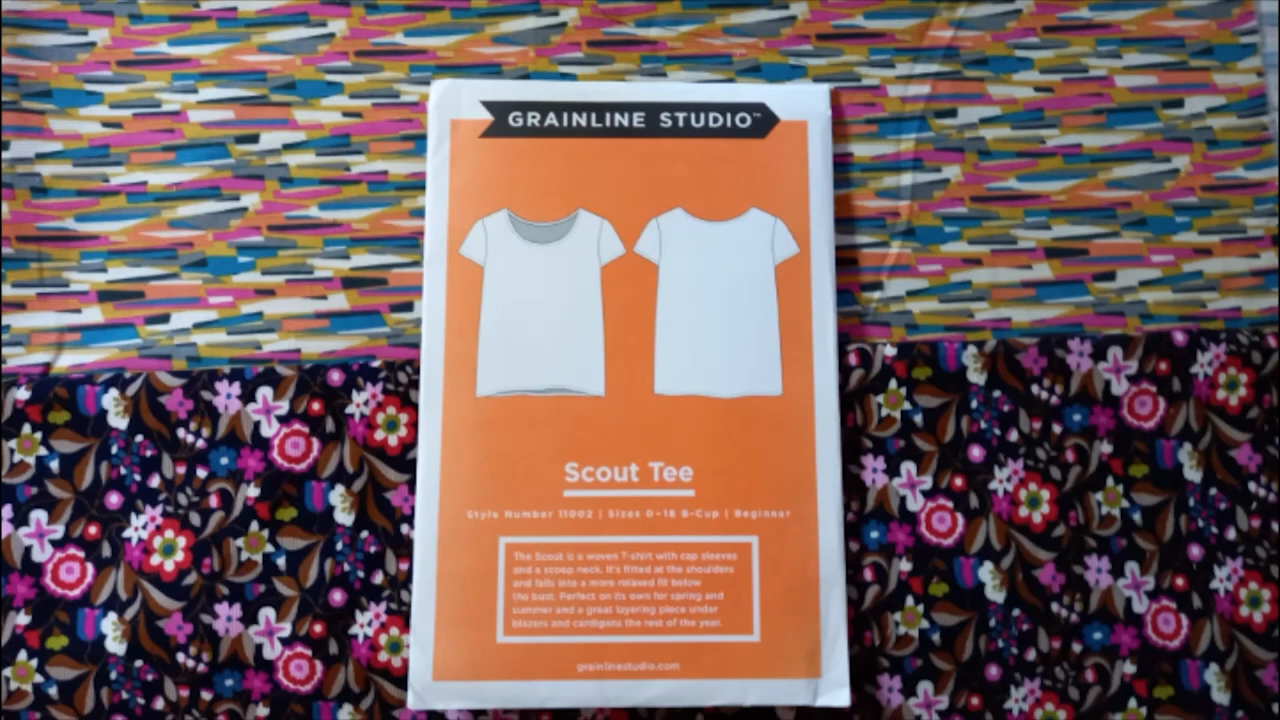 GRAINLINE STUDIO™
Scout Tee
Style Number 11002 | Sizes 0-18 B-Cup | Beginner
The Scout is a woven T-shirt with cap sleeves
and a scoop neck. It's fitted at the shoulders
and falls into a more relaxed fit below
the bust. Perfect on its own for spring and
summer and a great layering piece under
blazers and cardigans the rest of the year.
grainlinestudio.com